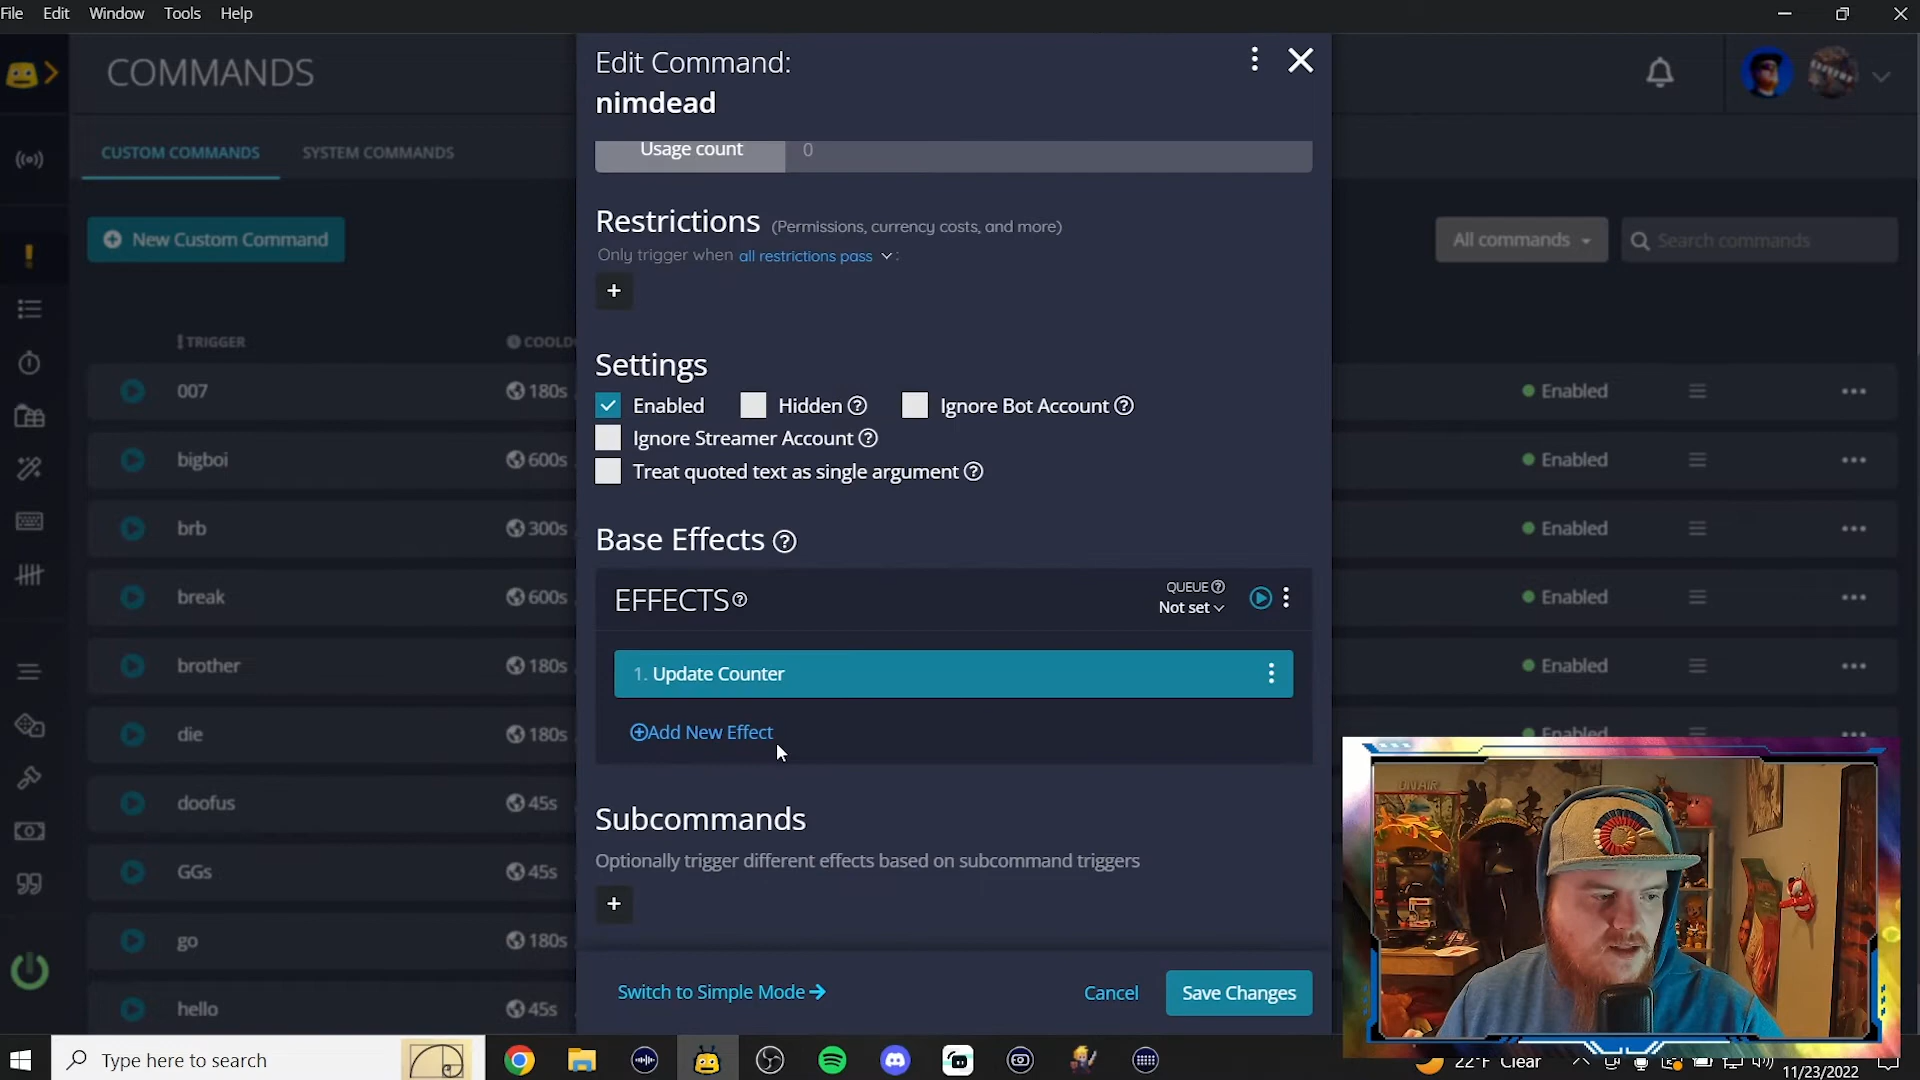 File Edit Window Tools Help
COMMANDS
CUSTOM COMMANDS SYSTEM COMMANDS
New Custom Command
All commands
Search commands
TRIGGER
COOLD
007 180s Enabled
bigboi 600s Enabled
brb 300s Enabled
break 600s Enabled
brother 180s Enabled
die 180s Enabled
doofus 45s
GGs 45s
go 180s
hello 45s
Edit Command:
nimdead
Usage count 0
Restrictions (Permissions, currency costs, and more)
Only trigger when all restrictions pass :
+
Settings
Enabled Hidden ? Ignore Bot Account ?
Ignore Streamer Account ?
Treat quoted text as single argument ?
Base Effects ?
EFFECTS ?
QUEUE ?
Not set
1. Update Counter
Add New Effect
Subcommands
Optionally trigger different effects based on subcommand triggers
+
Switch to Simple Mode
Cancel
Save Changes
ON AIR
Type here to search
22°F Clear
11/23/2022